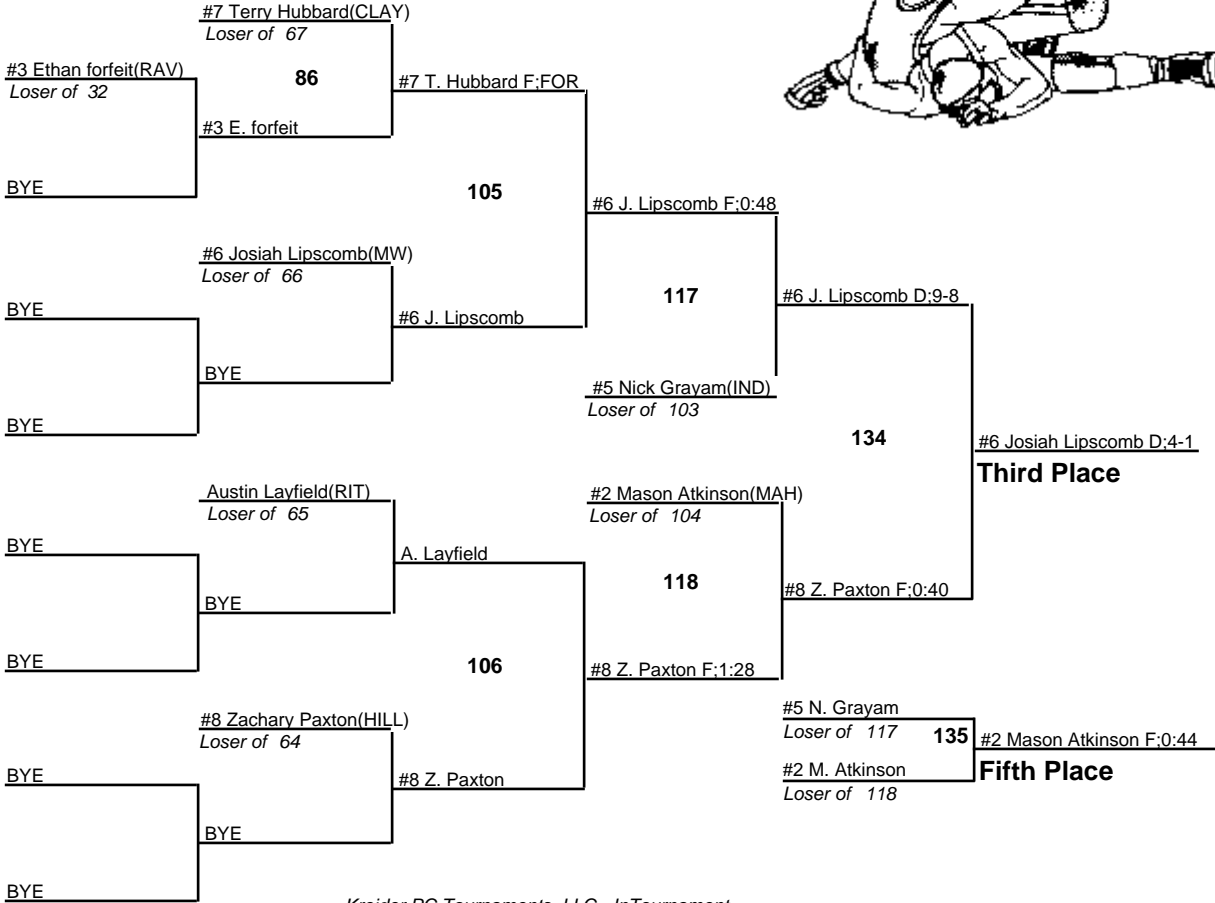 #7 Terry Hubbard(CLAY)
Loser of 67
#3 Ethan forfeit(RAV)
Loser of 32
86
#7 T. Hubbard F;FOR
#3 E. forfeit
BYE
105
#6 J. Lipscomb F;0:48
#6 Josiah Lipscomb(MW)
Loser of 66
BYE
#6 J. Lipscomb
117
#6 J. Lipscomb D;9-8
BYE
#5 Nick Grayam(IND)
Loser of 103
BYE
134
#6 Josiah Lipscomb D;4-1
Third Place
Austin Layfield(RIT)
Loser of 65
#2 Mason Atkinson(MAH)
Loser of 104
BYE
A. Layfield
118
#8 Z. Paxton F;0:40
BYE
BYE
106
#8 Z. Paxton F;1:28
#8 Zachary Paxton(HILL)
Loser of 64
#5 N. Grayam
Loser of 117
135
#2 Mason Atkinson F;0:44
Fifth Place
BYE
#8 Z. Paxton
#2 M. Atkinson
Loser of 118
BYE
BYE